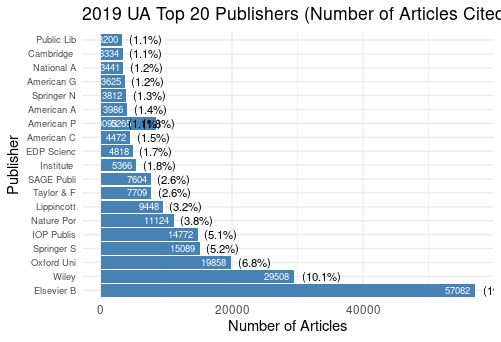 2019 UA Top 20 Publishers (Number of Articles Cited
Publisher
Public Lib 3200 (1.1%)
Cambridge 3334 (1.1%)
National A 3441 (1.2%)
American G 3625 (1.2%)
Springer N 3812 (1.3%)
American A 3986 (1.4%)
American P
American C 4472 (1.5%)
EDP Scienc 4818 (1.7%)
Institute 5366 (1.8%)
SAGE Publi 7604 (2.6%)
Taylor & F 7709 (2.6%)
Lippincott 9448 (3.2%)
Nature Por 11124 (3.8%)
IOP Publis 14772 (5.1%)
Springer S 15089 (5.2%)
Oxford Uni 19858 (6.8%)
Wiley 29508 (10.1%)
Elsevier B 57082
0 20000 40000
Number of Articles